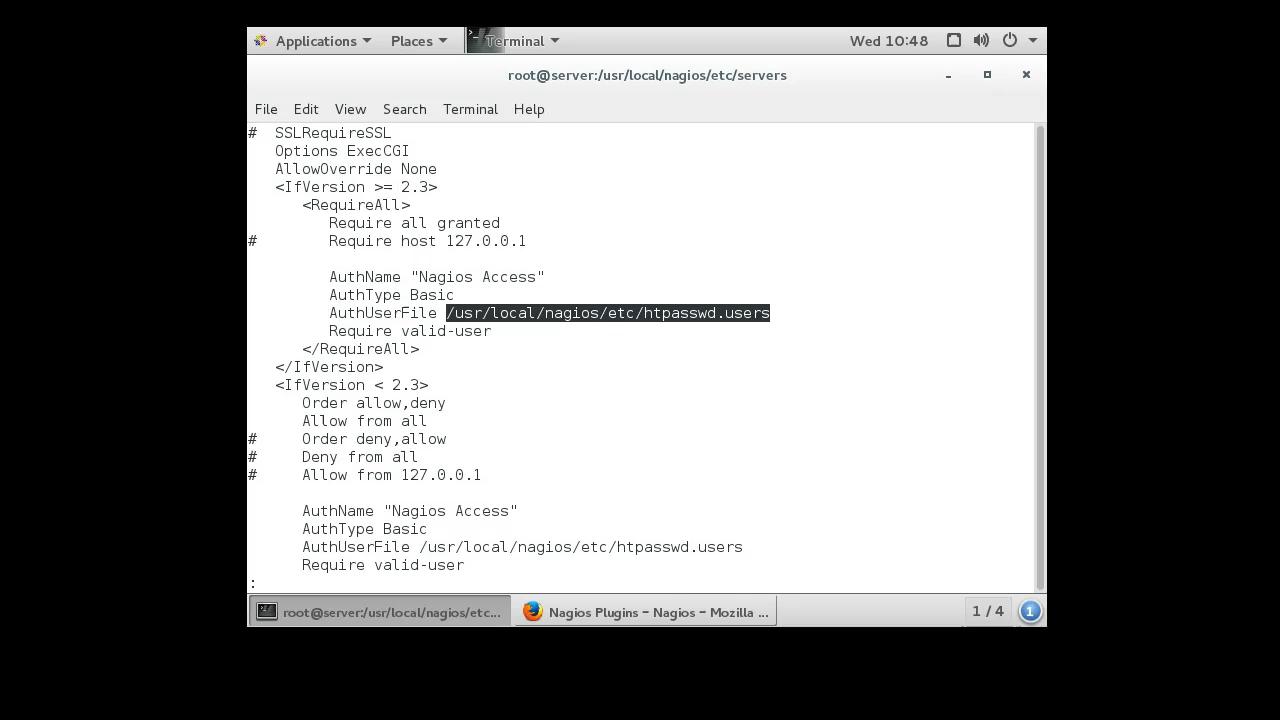 Applications Places Terminal Wed 10:48
root@server:/usr/local/nagios/etc/servers
File Edit View Search Terminal Help
#  SSLRequireSSL
   Options ExecCGI
   AllowOverride None
   <IfVersion >= 2.3>
      <RequireAll>
         Require all granted
#        Require host 127.0.0.1
         AuthName "Nagios Access"
         AuthType Basic
         AuthUserFile /usr/local/nagios/etc/htpasswd.users
         Require valid-user
      </RequireAll>
   </IfVersion>
   <IfVersion < 2.3>
      Order allow,deny
      Allow from all
#     Order deny,allow
#     Deny from all
#     Allow from 127.0.0.1
      AuthName "Nagios Access"
      AuthType Basic
      AuthUserFile /usr/local/nagios/etc/htpasswd.users
      Require valid-user
:
root@server:/usr/local/nagios/etc... Nagios Plugins – Nagios – Mozilla ... 1 / 4 1